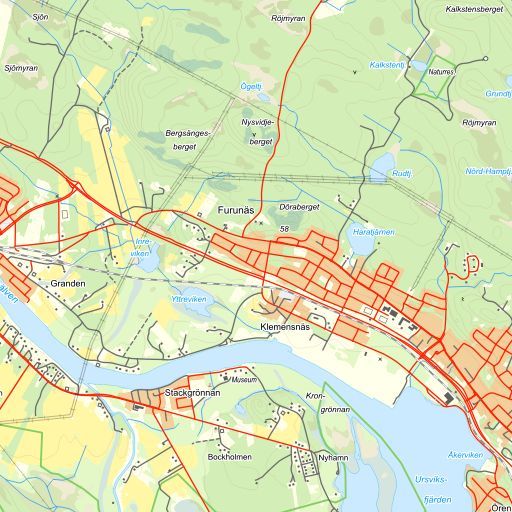 Sjön
Röjmyran
Kalkstensberget
Sjömyran
Kalkstentj
Naturres
Ögeltj
Grundtj
Nysvidje-
berget
Röjmyran
Bergsänges-
berget
Rudtj
Nörd-Hamptj
Furunäs
Döraberget
58
Haratjärnen
Inre-
viken
Granden
Yttreviken
älven
Klemensnäs
Museum
Stackgrönnan
Kron-
grönnan
Bockholmen
Nyhamn
Åkerviken
Ursviks-
fjärden
Ören